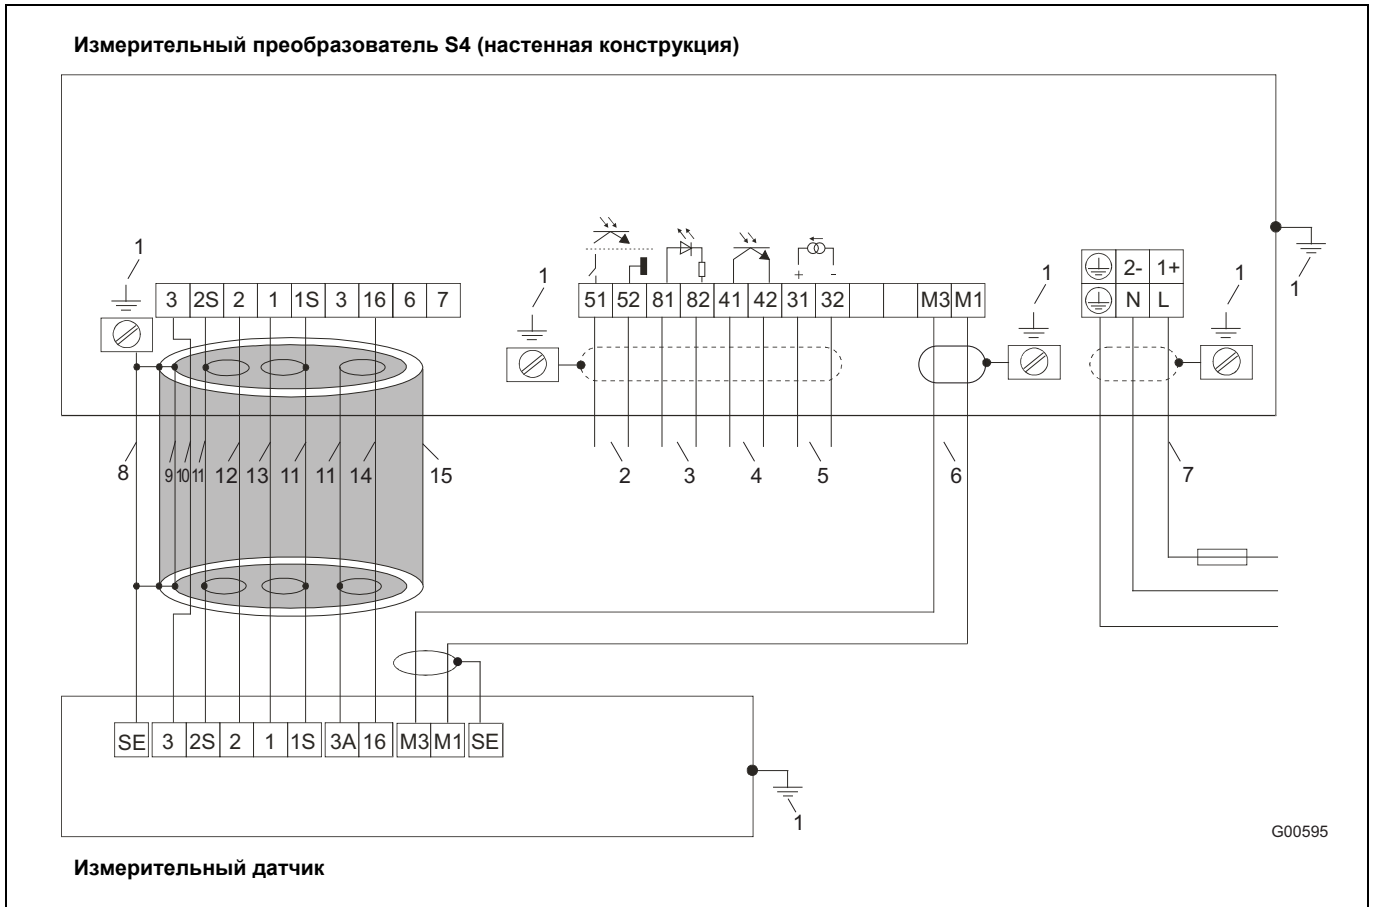 Измерительный преобразователь S4 (настенная конструкция)
1
1
1
1
1
2- 1+
3 2S 2 1 1S 3 16 6 7
51 52 81 82 41 42 31 32 M3 M1
N L
+ -
8 9 10 11 12 13 11 11 14 15
2 3 4 5 6 7
SE 3 2S 2 1 1S 3A 16 M3 M1 SE
1
G00595
Измерительный датчик